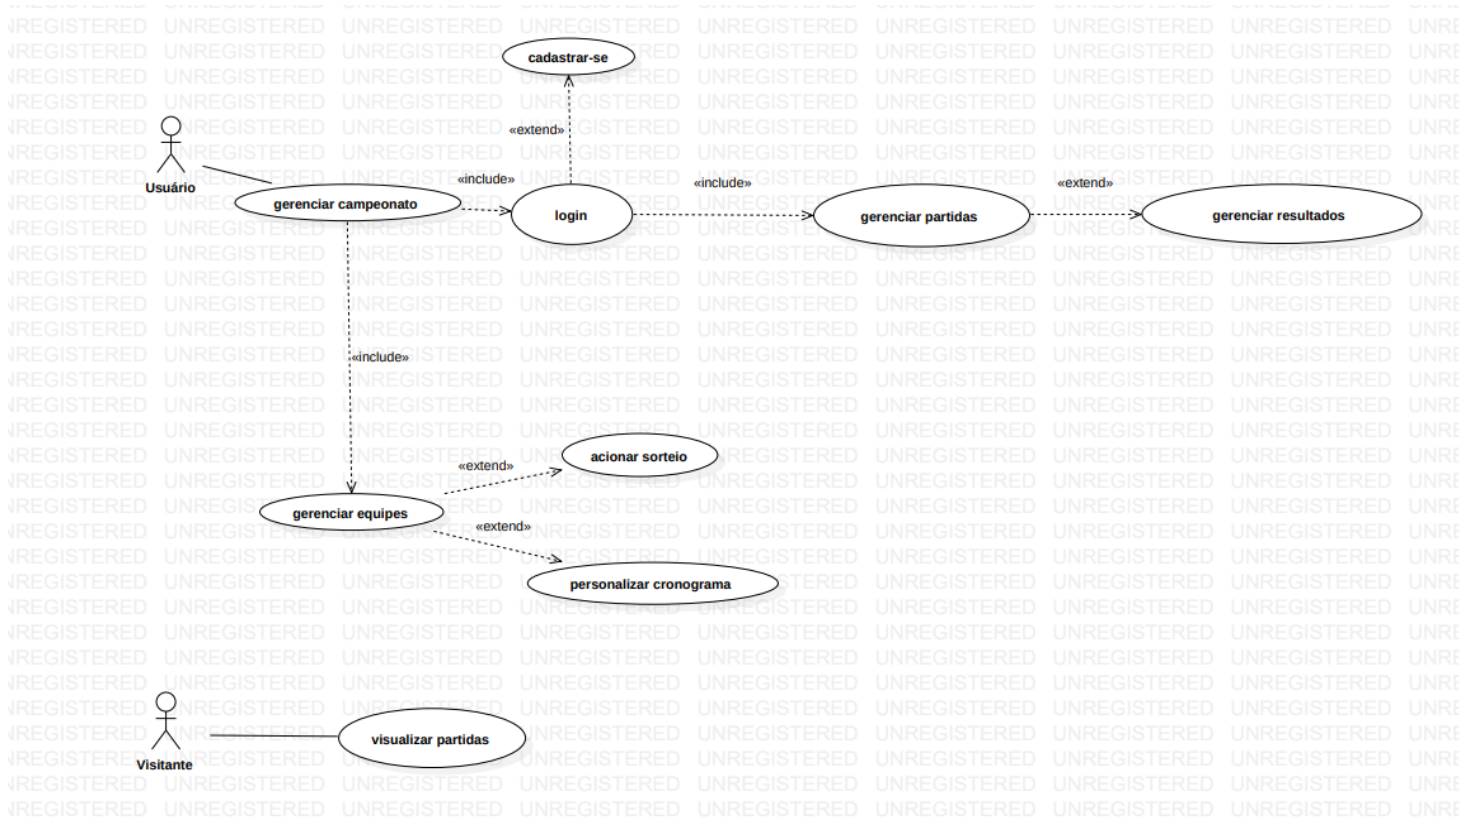 cadastrar-se
«extend»
Usuário
gerenciar campeonato
«include»
login
«include»
gerenciar partidas
«extend»
gerenciar resultados
«include»
acionar sorteio
«extend»
gerenciar equipes
«extend»
personalizar cronograma
visualizar partidas
Visitante
UNREGISTERED